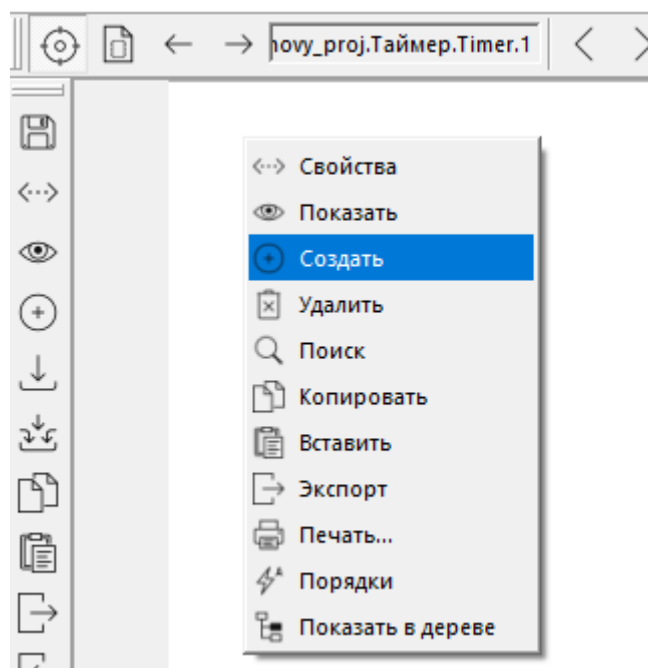 novy_proj.Таймер.Timer.1
Свойства
Показать
Создать
Удалить
Поиск
Копировать
Вставить
Экспорт
Печать...
Порядки
Показать в дереве